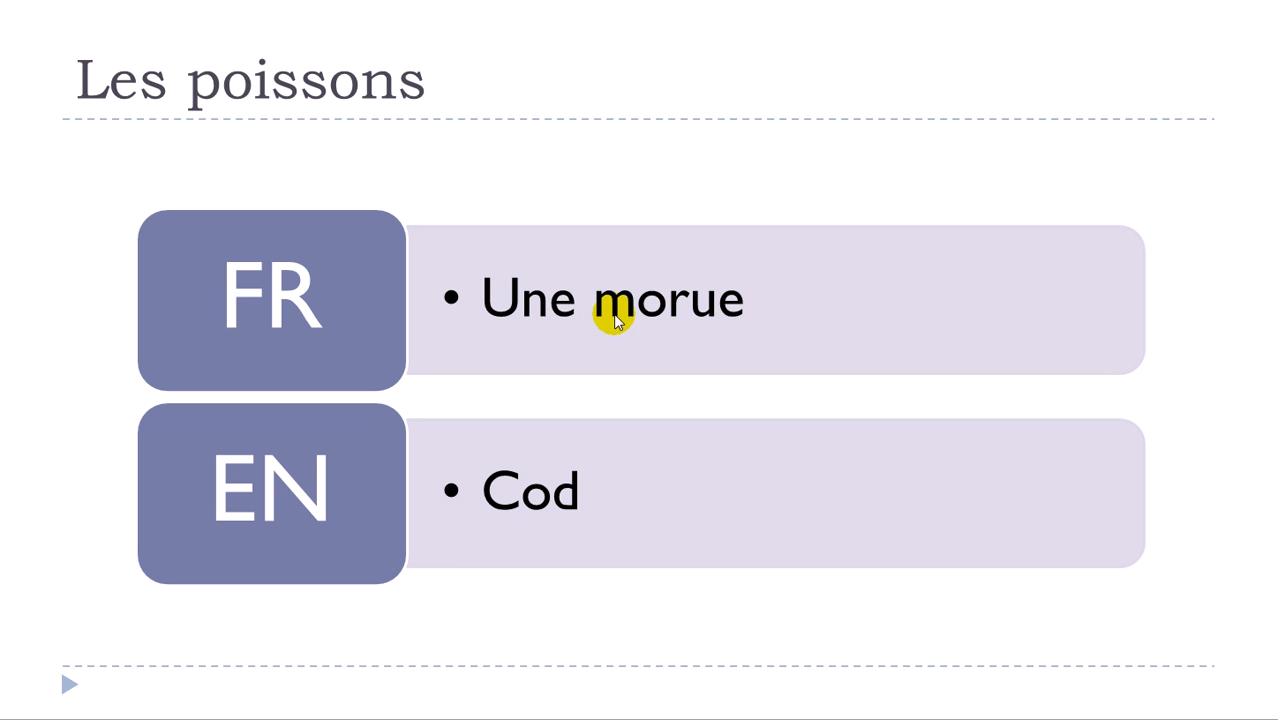 Les poissons
FR
• Une morue
EN
• Cod